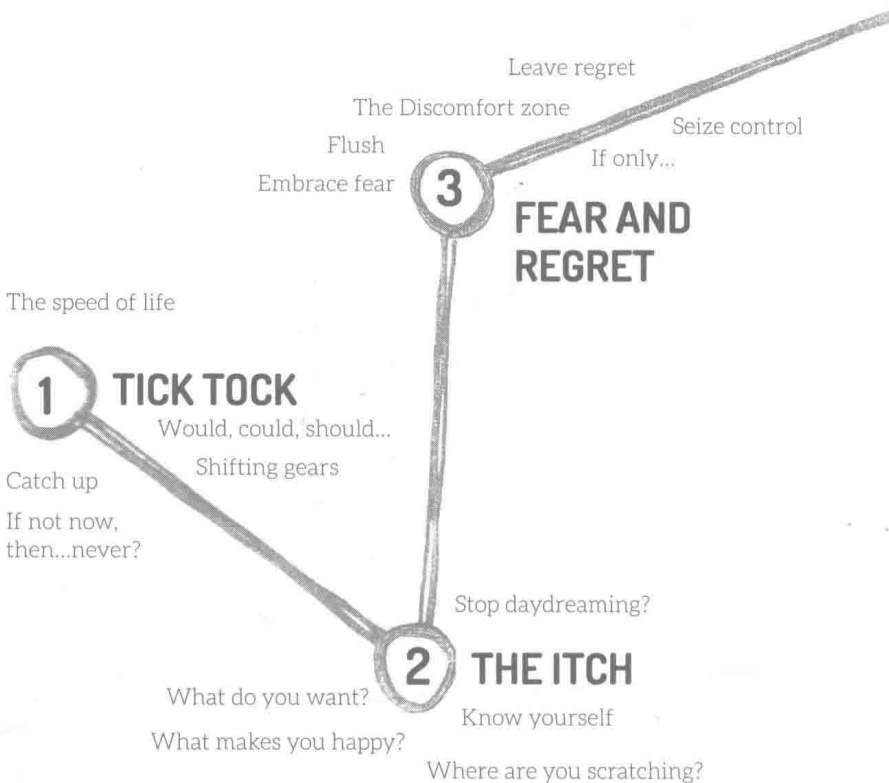 Leave regret
The Discomfort zone
Seize control
Flush
If only...
Embrace fear
3
FEAR AND
REGRET
The speed of life
1
TICK TOCK
Would, could, should...
Shifting gears
Catch up
If not now,
then...never?
Stop daydreaming?
2
THE ITCH
What do you want?
Know yourself
What makes you happy?
Where are you scratching?